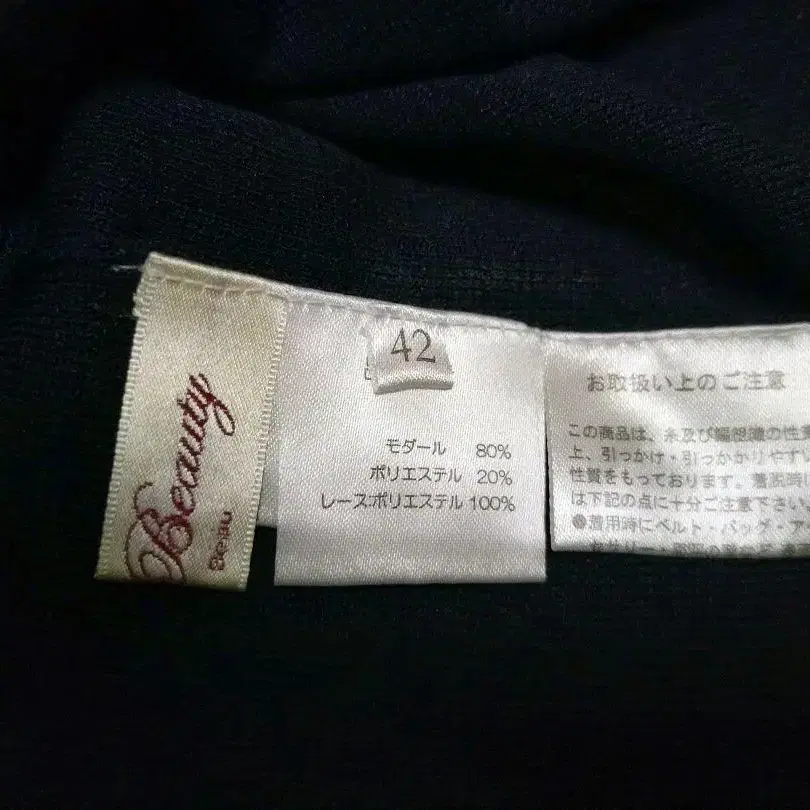 Beauty
Beau
42
モダール 80%
ポリエステル 20%
レース:ポリエステル 100%
お取扱い上のご注意
この商品は、糸及び編組織の性
上、引っかけ・引っかかりやすい
性質をもっております。着
は下記の点に十分ご注意下さい
●着用時にベルト・バッグ・ア